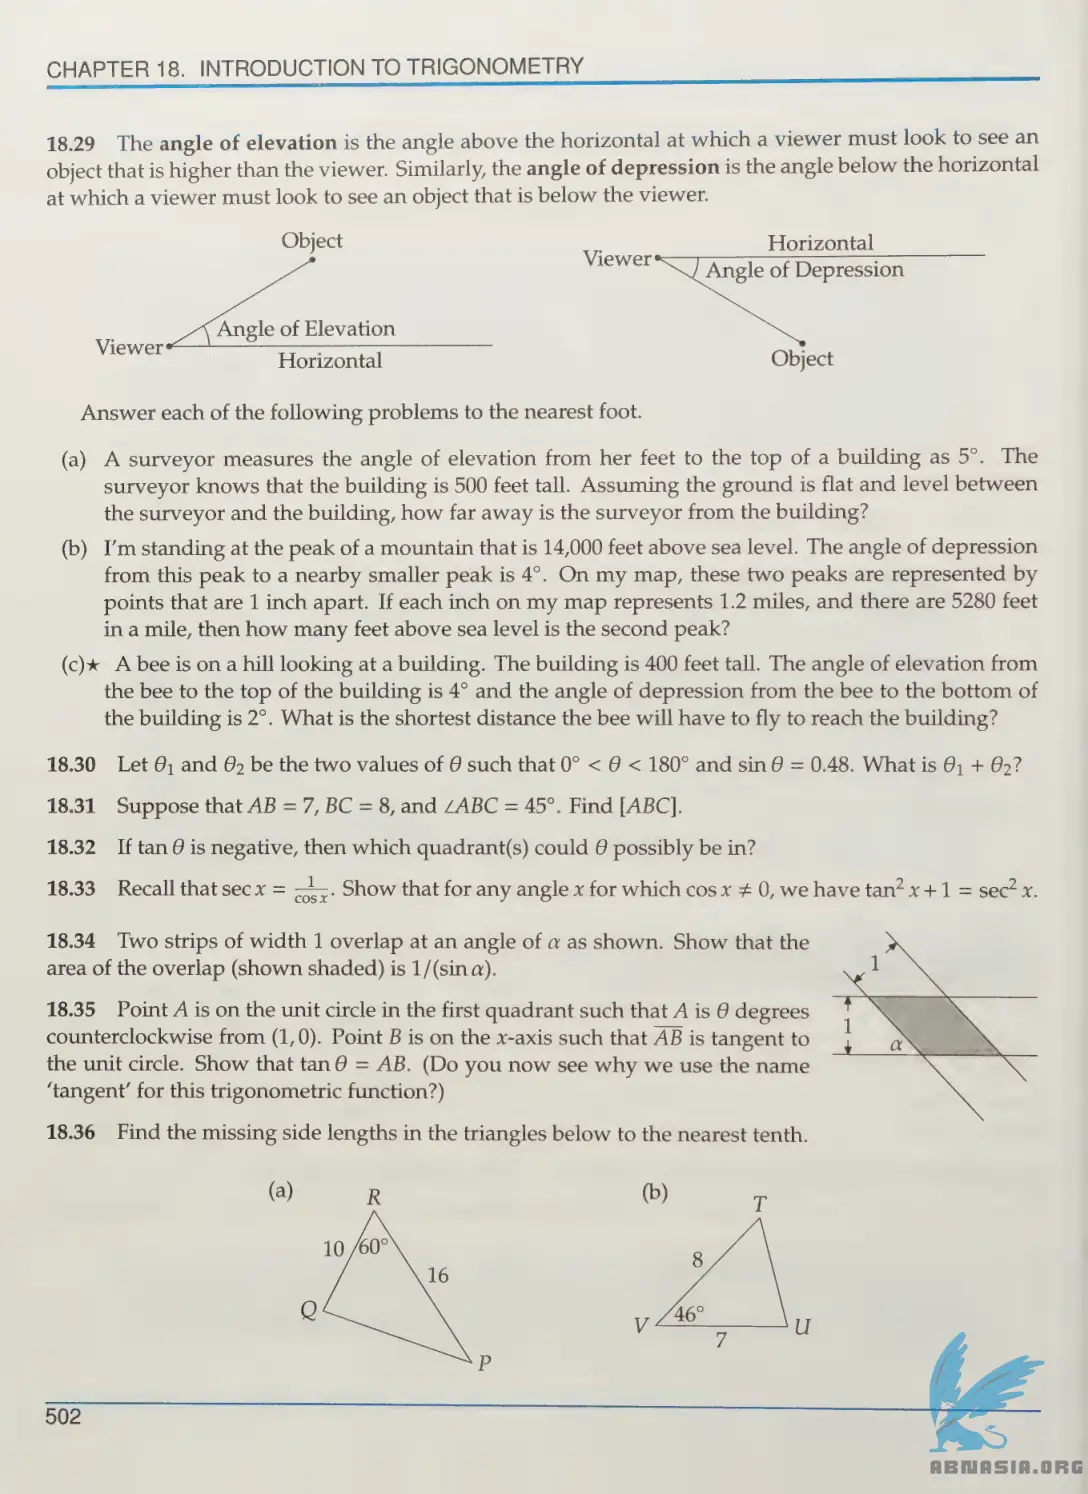 CHAPTER 18. INTRODUCTION TO TRIGONOMETRY
18.29 The angle of elevation is the angle above the horizontal at which a viewer must look to see an
object that is higher than the viewer. Similarly, the angle of depression is the angle below the horizontal
at which a viewer must look to see an object that is below the viewer.
Object
Viewer
Angle of Elevation
Horizontal
Horizontal
Viewer
Angle of Depression
Object
Answer each of the following problems to the nearest foot.
(a) A surveyor measures the angle of elevation from her feet to the top of a building as 5°. The
surveyor knows that the building is 500 feet tall. Assuming the ground is flat and level between
the surveyor and the building, how far away is the surveyor from the building?
(b) I'm standing at the peak of a mountain that is 14,000 feet above sea level. The angle of depression
from this peak to a nearby smaller peak is 4°. On my map, these two peaks are represented by
points that are 1 inch apart. If each inch on my map represents 1.2 miles, and there are 5280 feet
in a mile, then how many feet above sea level is the second peak?
(c)★ A bee is on a hill looking at a building. The building is 400 feet tall. The angle of elevation from
the bee to the top of the building is 4° and the angle of depression from the bee to the bottom of
the building is 2°. What is the shortest distance the bee will have to fly to reach the building?
18.30 Let θ₁ and θ₂ be the two values of θ such that 0° < θ < 180° and sin θ = 0.48. What is θ₁ + θ₂?
18.31 Suppose that AB = 7, BC = 8, and ∠ABC = 45°. Find [ABC].
18.32 If tan θ is negative, then which quadrant(s) could θ possibly be in?
18.33 Recall that sec x = 1/cos x. Show that for any angle x for which cos x ≠ 0, we have tan² x + 1 = sec² x.
18.34 Two strips of width 1 overlap at an angle of α as shown. Show that the
area of the overlap (shown shaded) is 1/(sin α).
1
1
α
18.35 Point A is on the unit circle in the first quadrant such that A is θ degrees
counterclockwise from (1,0). Point B is on the x-axis such that AB is tangent to
the unit circle. Show that tan θ = AB. (Do you now see why we use the name
'tangent' for this trigonometric function?)
18.36 Find the missing side lengths in the triangles below to the nearest tenth.
(a)
R
10
60°
16
Q
P
(b)
T
8
46°
V
7
U
502
ABNASIA.ORG